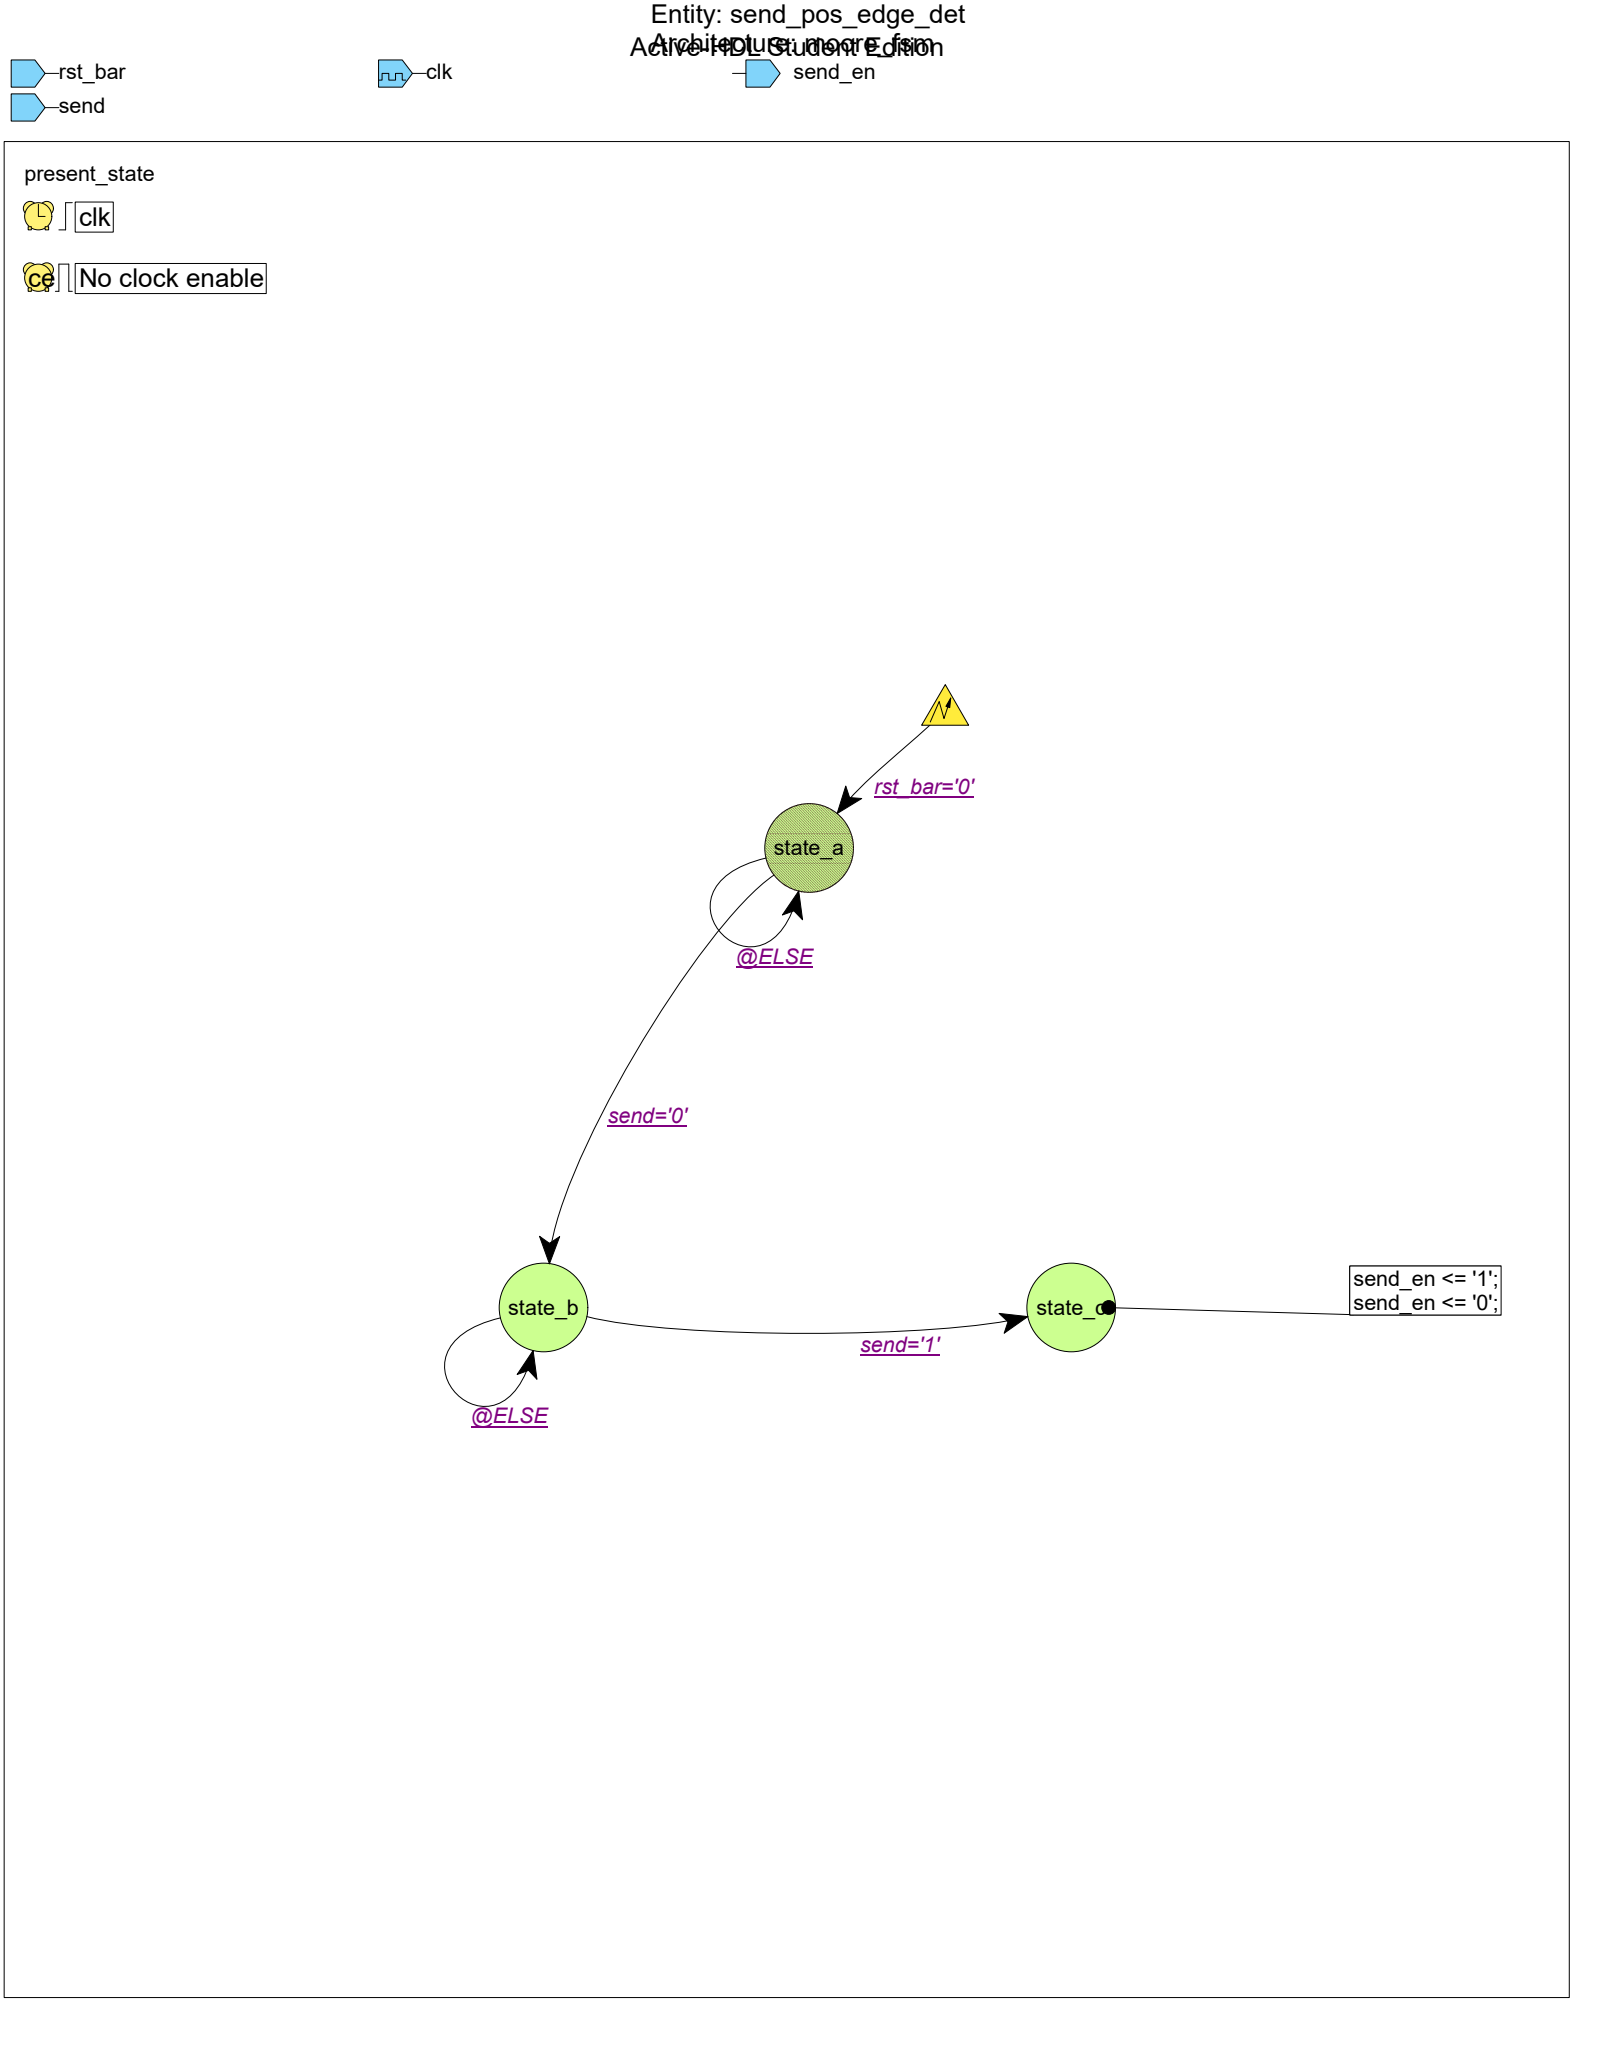 Entity: send_pos_edge_det
Architecture: moore_fsm
Active-HDL Student Edition
rst_bar
clk
send_en
send
present_state
clk
ce
No clock enable
rst_bar='0'
state_a
@ELSE
send='0'
send_en <= '1';
send_en <= '0';
state_b
state_c
send='1'
@ELSE